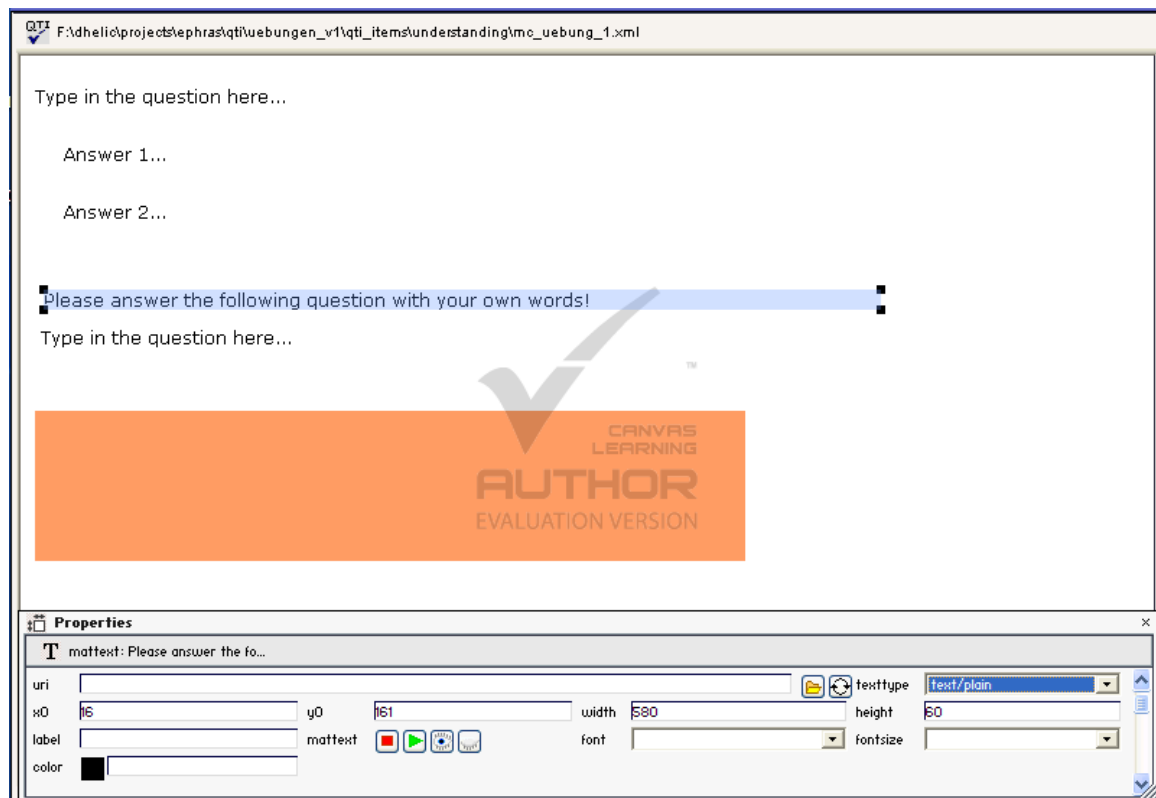 QTI F:\dhelic\projects\ephras\qti\uebungen_v1\qti_items\understanding\mc_uebung_1.xml
Type in the question here...
Answer 1...
Answer 2...
Please answer the following question with your own words!
Type in the question here...
TM
CANVAS
LEARNING
AUTHOR
EVALUATION VERSION
Properties
T mattext: Please answer the fo...
uri texttype text/plain
x0 16 y0 161 width 580 height 60
label mattext font fontsize
color